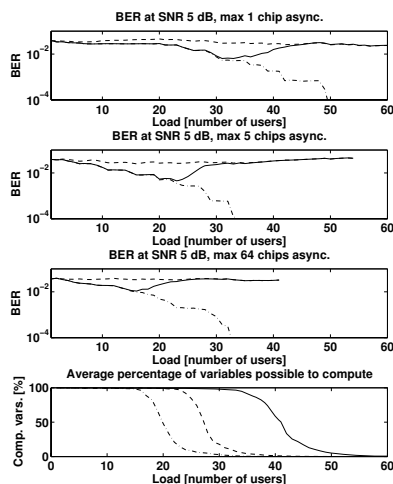 BER at SNR 5 dB, max 1 chip async.
BER
10⁻²
10⁻⁴
10 20 30 40 50 60
Load [number of users]
BER at SNR 5 dB, max 5 chips async.
BER
10⁻²
10⁻⁴
10 20 30 40 50 60
Load [number of users]
BER at SNR 5 dB, max 64 chips async.
BER
10⁻²
10⁻⁴
10 20 30 40 50 60
Load [number of users]
Average percentage of variables possible to compute
Comp. vars. [%]
100
50
0
0 10 20 30 40 50 60
Load [number of users]